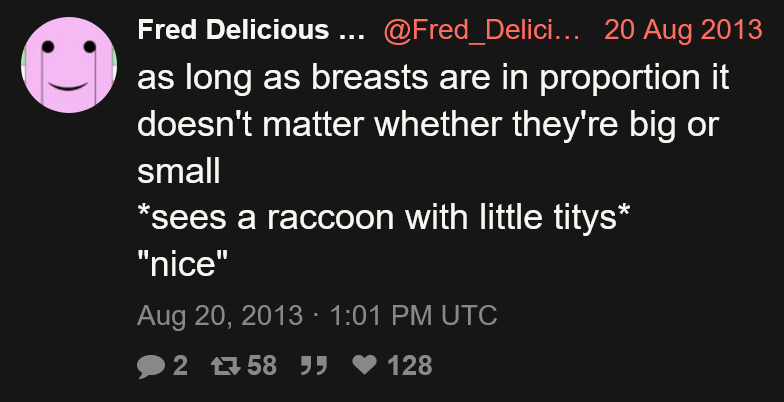 Fred Delicious ... @Fred_Delici... 20 Aug 2013
as long as breasts are in proportion it
doesn't matter whether they're big or
small
*sees a raccoon with little titys*
"nice"
Aug 20, 2013 · 1:01 PM UTC
2 58 128